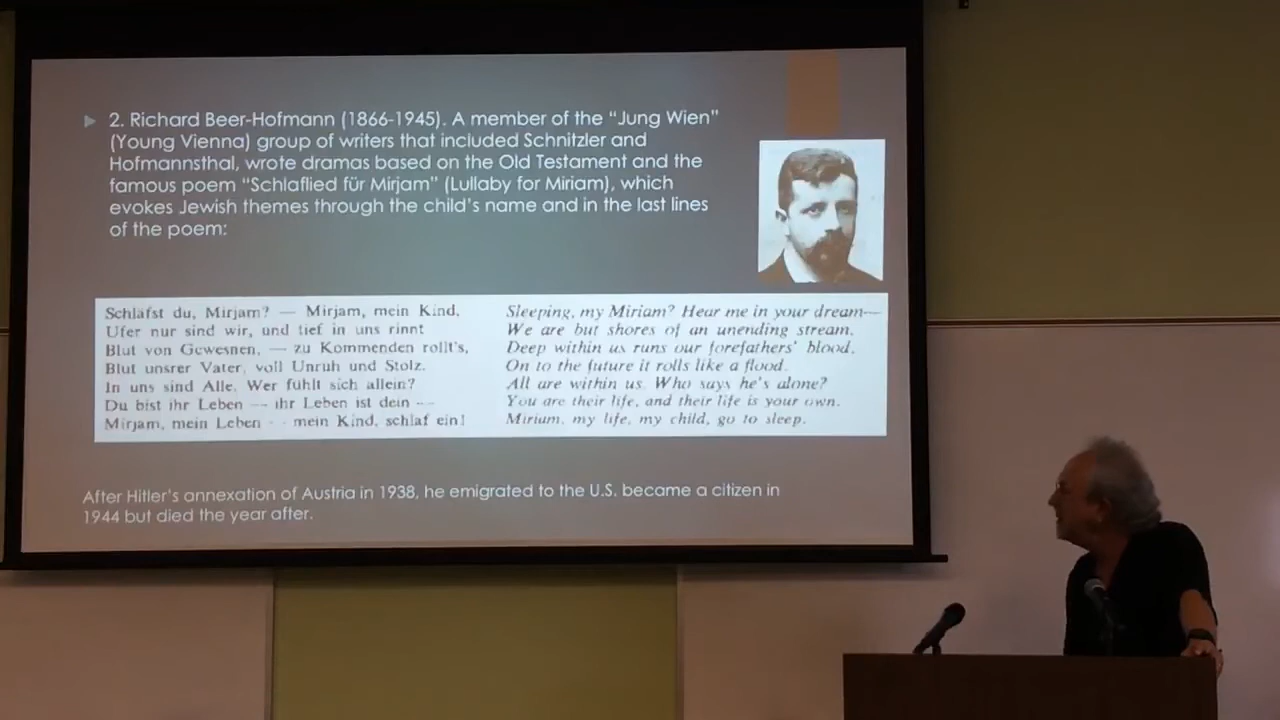 2. Richard Beer-Hofmann (1866-1945). A member of the “Jung Wien”
(Young Vienna) group of writers that included Schnitzler and
Hofmannsthal, wrote dramas based on the Old Testament and the
famous poem “Schlaflied für Mirjam” (Lullaby for Miriam), which
evokes Jewish themes through the child’s name and in the last lines
of the poem:
Schläfst du, Mirjam? — Mirjam, mein Kind,
Ufer nur sind wir, und tief in uns rinnt
Blut von Gewesnen, — zu Kommenden rollt's,
Blut unsrer Väter, voll Unruh und Stolz.
In uns sind Alle. Wer fühlt sich allein?
Du bist ihr Leben — ihr Leben ist dein —
Mirjam, mein Leben - - mein Kind, schlaf ein!
Sleeping, my Miriam? Hear me in your dream—
We are but shores of an unending stream.
Deep within us runs our forefathers' blood,
On to the future it rolls like a flood.
All are within us. Who says he's alone?
You are their life, and their life is your own.
Miriam, my life, my child, go to sleep.
After Hitler’s annexation of Austria in 1938, he emigrated to the U.S. became a citizen in
1944 but died the year after.